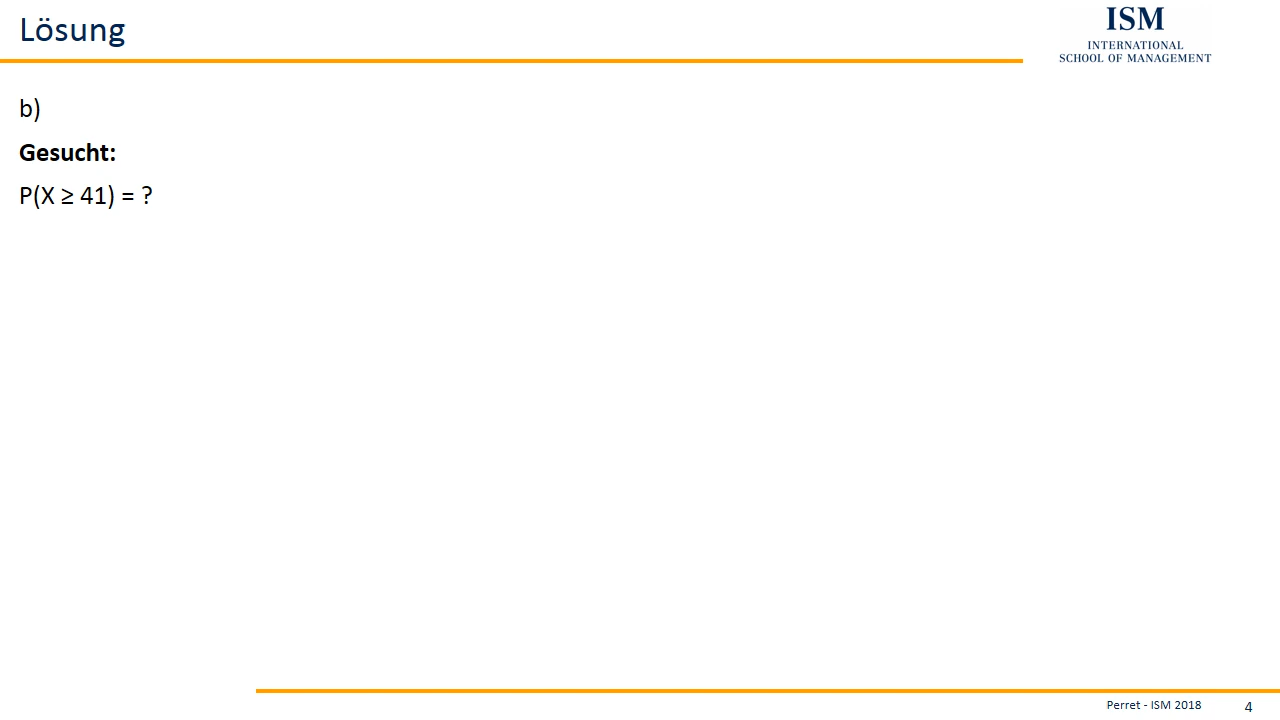 Lösung
ISM
INTERNATIONAL
SCHOOL OF MANAGEMENT
b)
Gesucht:
P(X ≥ 41) = ?
Perret - ISM 2018
4